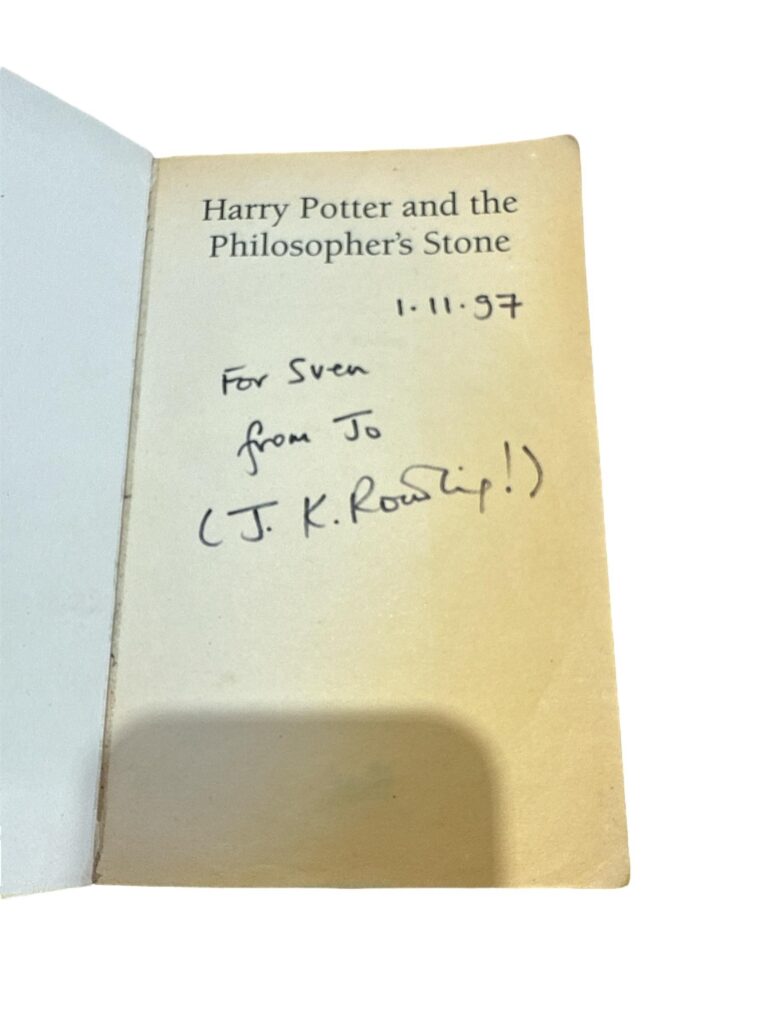 Harry Potter and the
Philosopher's Stone
1.11.97
For Sven
from Jo
(J. K. Rowling!)